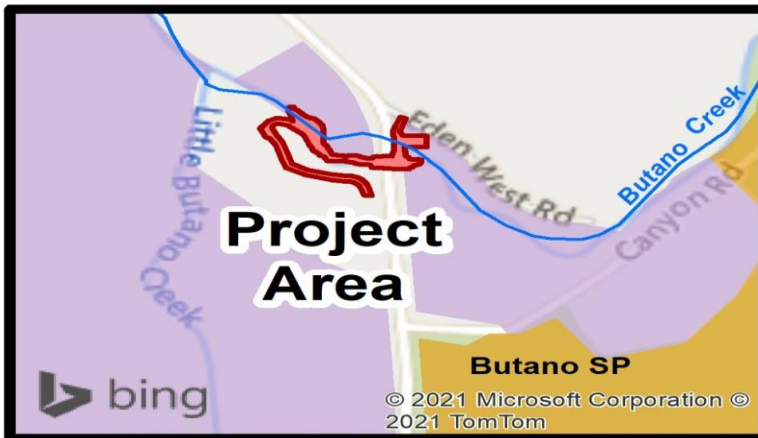 Little Butano
Creek
Eden West Rd
Butano Creek
Canyon Rd
Project
Area
Butano SP
bing
© 2021 Microsoft Corporation ©
2021 TomTom